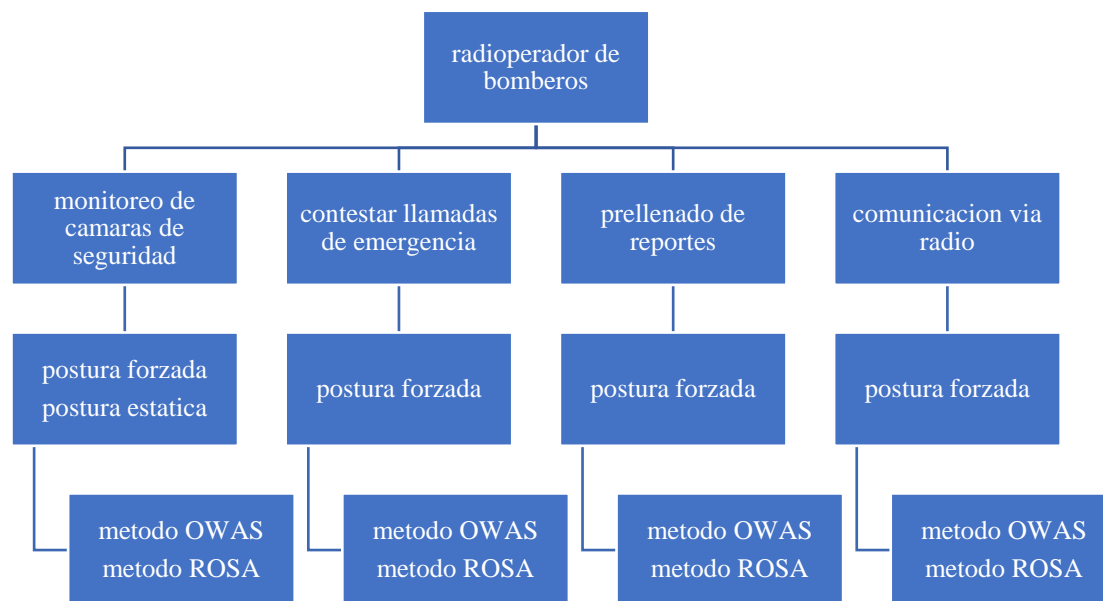 radioperador de
bomberos
monitoreo de
camaras de
seguridad
contestar llamadas
de emergencia
prellenado de
reportes
comunicacion via
radio
postura forzada
postura estatica
postura forzada
postura forzada
postura forzada
metodo OWAS
metodo ROSA
metodo OWAS
metodo ROSA
metodo OWAS
metodo ROSA
metodo OWAS
metodo ROSA